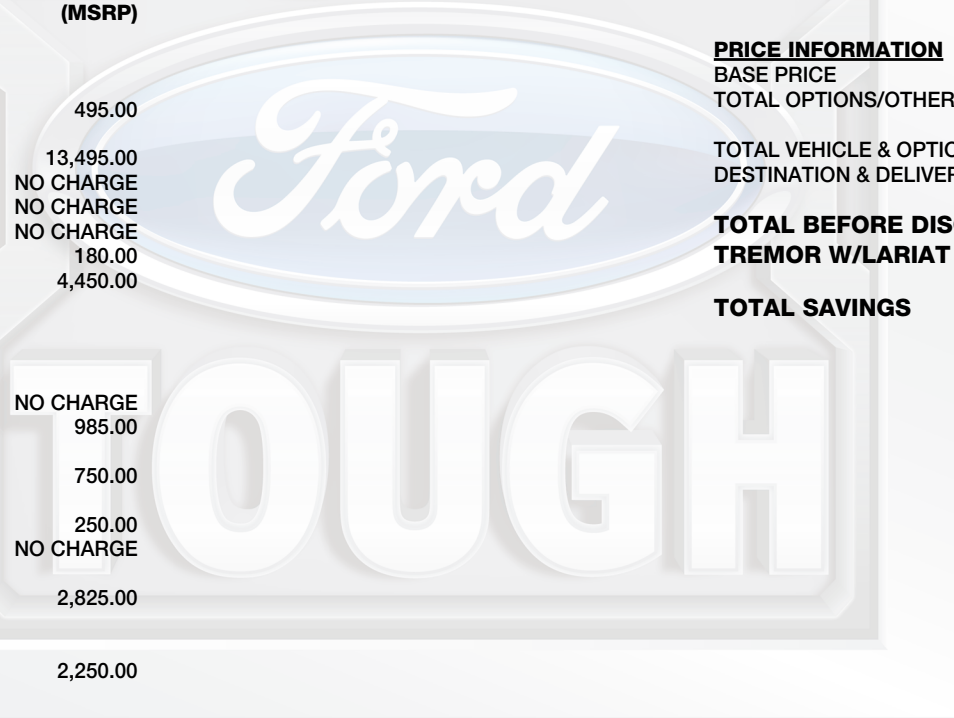 (MSRP)
495.00
13,495.00
NO CHARGE
NO CHARGE
NO CHARGE
180.00
4,450.00
NO CHARGE
985.00
750.00
250.00
NO CHARGE
2,825.00
2,250.00
PRICE INFORMATION
BASE PRICE
TOTAL OPTIONS/OTHER
TOTAL VEHICLE & OPTIO
DESTINATION & DELIVER
TOTAL BEFORE DISC
TREMOR W/LARIAT
TOTAL SAVINGS
Ford
TOUGH